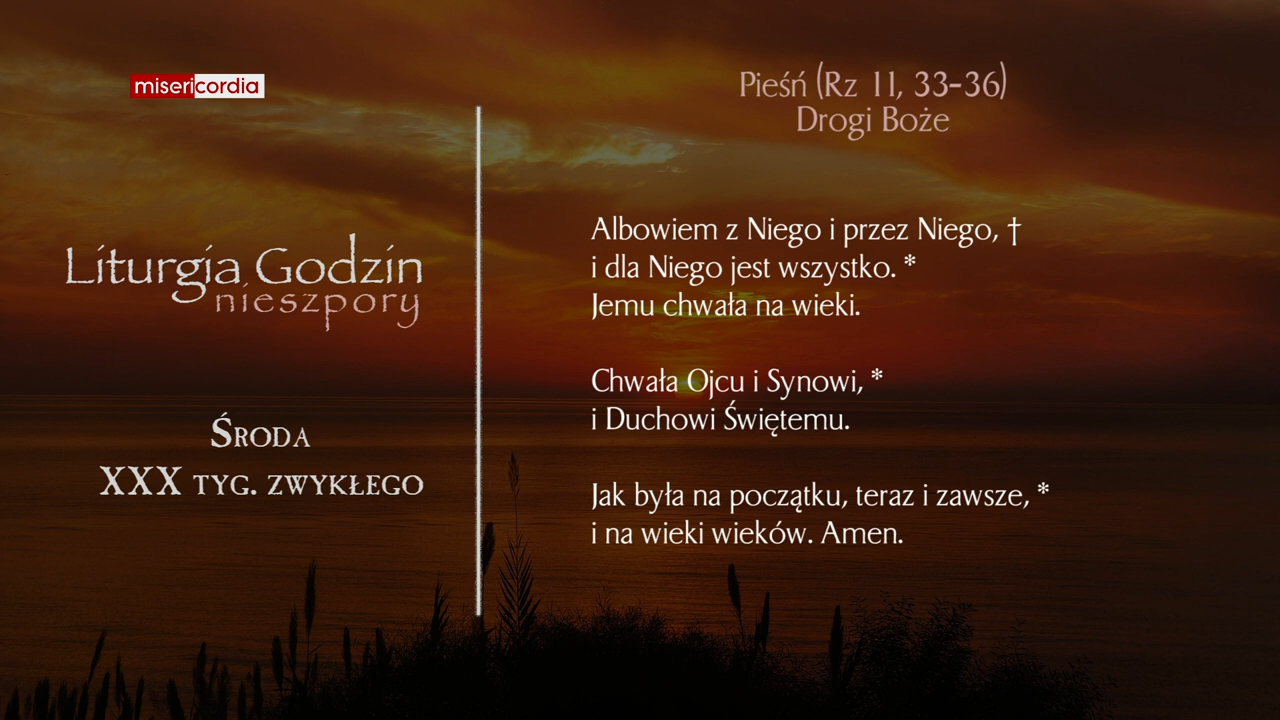 misericordia
Liturgia Godzin
nieszpory
Środa
XXX tyg. zwykłego
Pieśń (Rz 11, 33-36)
Drogi Boże
Albowiem z Niego i przez Niego, †
i dla Niego jest wszystko. *
Jemu chwała na wieki.
Chwała Ojcu i Synowi, *
i Duchowi Świętemu.
Jak była na początku, teraz i zawsze, *
i na wieki wieków. Amen.